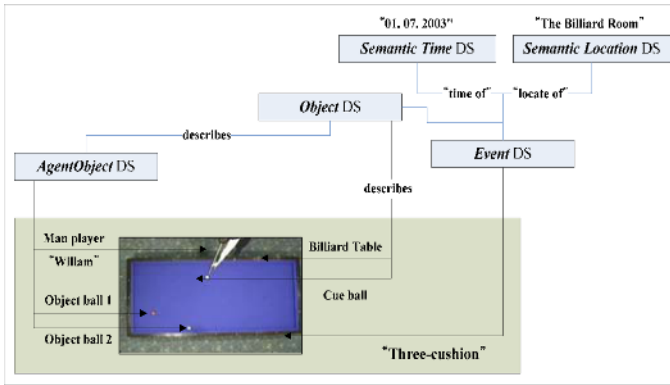 "01. 07. 2003" "The Billiard Room"
Semantic Time DS Semantic Location DS
"time of" "locate of"
Object DS
describes
AgentObject DS Event DS
describes
Man player Billiard Table
"Willam"
Cue ball
Object ball 1
Object ball 2
"Three-cushion"